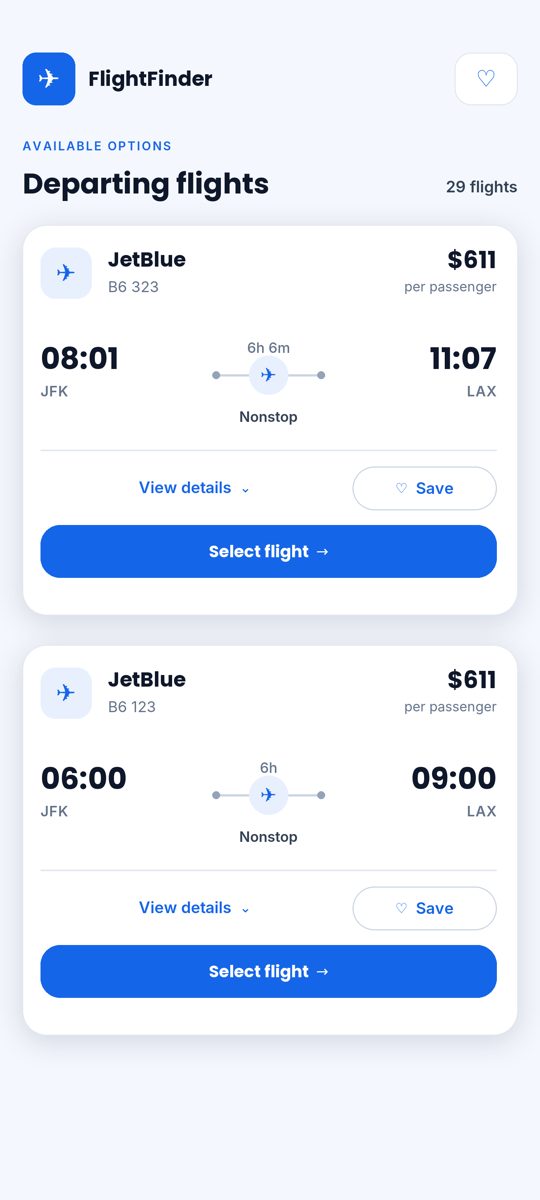 FlightFinder
AVAILABLE OPTIONS
Departing flights
29 flights
JetBlue
$611
B6 323
per passenger
6h 6m
08:01
11:07
JFK
LAX
Nonstop
View details
Save
Select flight →
JetBlue
$611
B6 123
per passenger
6h
06:00
09:00
JFK
LAX
Nonstop
View details
Save
Select flight →